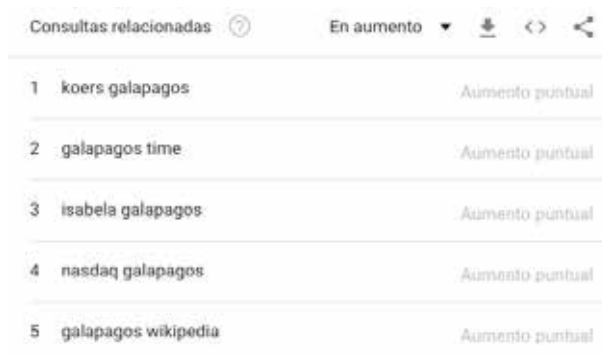 Consultas relacionadas ? En aumento
1 koers galapagos Aumento puntual
2 galapagos time Aumento puntual
3 isabela galapagos Aumento puntual
4 nasdaq galapagos Aumento puntual
5 galapagos wikipedia Aumento puntual